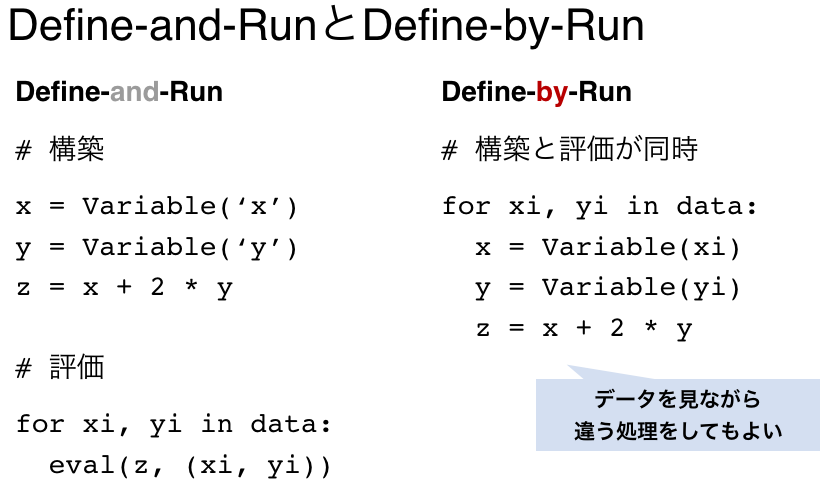 Define-and-RunとDefine-by-Run
Define-and-Run
# 構築
x = Variable(‘x’)
y = Variable(‘y’)
z = x + 2 * y
# 評価
for xi, yi in data:
  eval(z, (xi, yi))
Define-by-Run
# 構築と評価が同時
for xi, yi in data:
  x = Variable(xi)
  y = Variable(yi)
  z = x + 2 * y
データを見ながら
違う処理をしてもよい